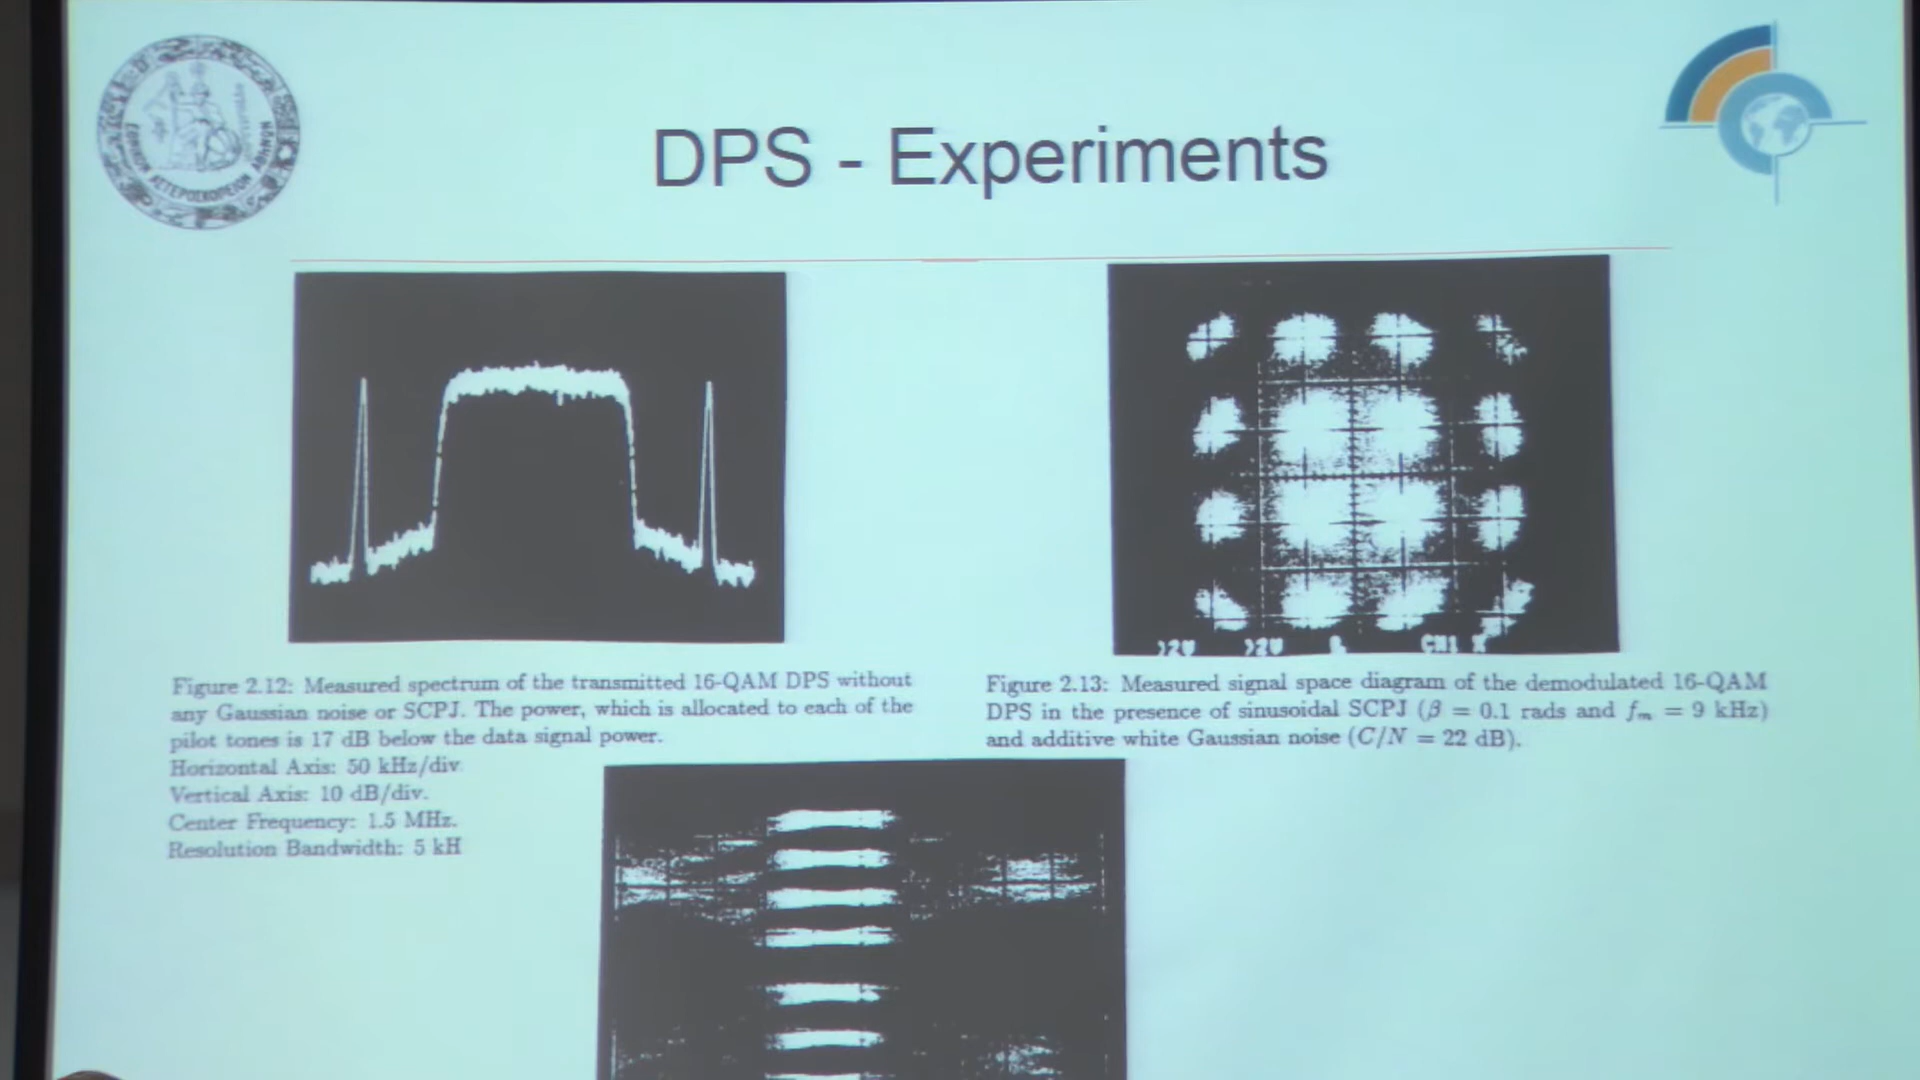 DPS - Experiments
Figure 2.12: Measured spectrum of the transmitted 16-QAM DPS without
any Gaussian noise or SCPJ. The power, which is allocated to each of the
pilot tones is 17 dB below the data signal power.
Horizontal Axis: 50 kHz/div
Vertical Axis: 10 dB/div.
Center Frequency: 1.5 MHz.
Resolution Bandwidth: 5 kH
Figure 2.13: Measured signal space diagram of the demodulated 16-QAM
DPS in the presence of sinusoidal SCPJ (β = 0.1 rads and fm = 9 kHz)
and additive white Gaussian noise (C/N = 22 dB).